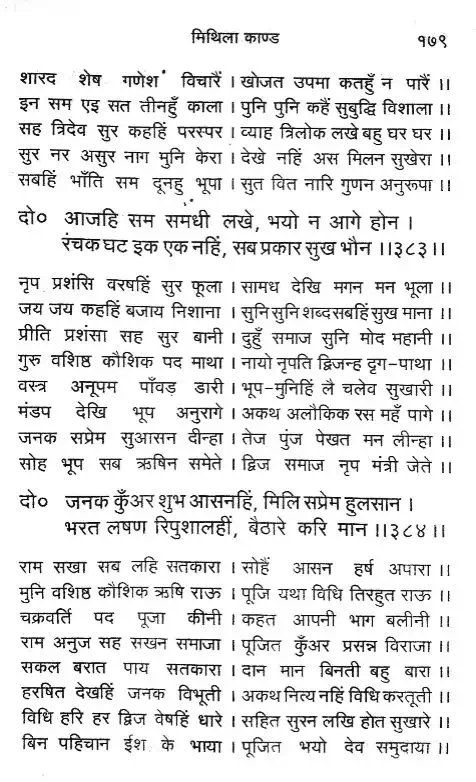 मिथिला काण्ड १७९
शारद शेष गणेश विचारैं । खोजत उपमा कतहुँ न पारैं ।।
इन सम एइ सत तीनहुँ काला । पुनि पुनि कहैं सुबुद्धि विशाला ।।
सह त्रिदेव सुर कहहिं परस्पर । व्याह त्रिलोक लखे बहु घर घर ।।
सुर नर असुर नाग मुनि केरा । देखे नहिं अस मिलन सुखेरा ।।
सबहिं भाँति सम दूनहु भूपा । सुत वित नारि गुणन अनुरूपा ।।
दो० आजहि सम समधी लखे, भयो न आगे होन ।
रंचक घट इक एक नहिं, सब प्रकार सुख भौन ।।३८३।।
नृप प्रशंसि वरषहिं सुर फूला । सामध देखि मगन मन भूला ।।
जय जय कहहिं बजाय निशाना । सुनि सुनि शब्द सबहिं सुख माना ।।
प्रीति प्रशंसा सह सुर बानी । दुहुँ समाज सुनि मोद महानी ।।
गुरु वशिष्ठ कौशिक पद माथा । नायो नृपति द्विजन्ह दृग-पाथा ।।
वस्त्र अनूपम पाँवड़ डारी । भूप-मुनिहिं लै चलेव सुखारी ।।
मंडप देखि भूप अनुरागे । अकथ अलौकिक रस महँ पागे ।।
जनक सप्रेम सुआसन दीन्हा । तेज पुंज पेखत मन लीन्हा ।।
सोह भूप सब ऋषिन समेते । द्विज समाज नृप मंत्री जेते ।।
दो० जनक कुँअर शुभ आसनहिं, मिलि सप्रेम हुलसान ।
भरत लषण रिपुशालहीं, बैठारे करि मान ।।३८४।।
राम सखा सब लहि सतकारा । सोहैं आसन हर्ष अपारा ।।
मुनि वशिष्ठ कौशिक ऋषि राऊ । पूजि यथा विधि तिरहुत राऊ ।।
चक्रवर्ति पद पूजा कीनी । कहत आपनी भाग बलीनी ।।
राम अनुज सह सखन समाजा । पूजित कुँअर प्रसन्न विराजा ।।
सकल बरात पाय सतकारा । दान मान बिनती बहु बारा ।।
हरषित देखहिं जनक विभूती । अकथ नित्य नहिं विधि करतूती ।।
विधि हरि हर द्विज वेषहिं धारे । सहित सुरन लखि होत सुखारे ।।
बिन पहिचान ईश के भाया । पूजित भयो देव समुदाया ।।